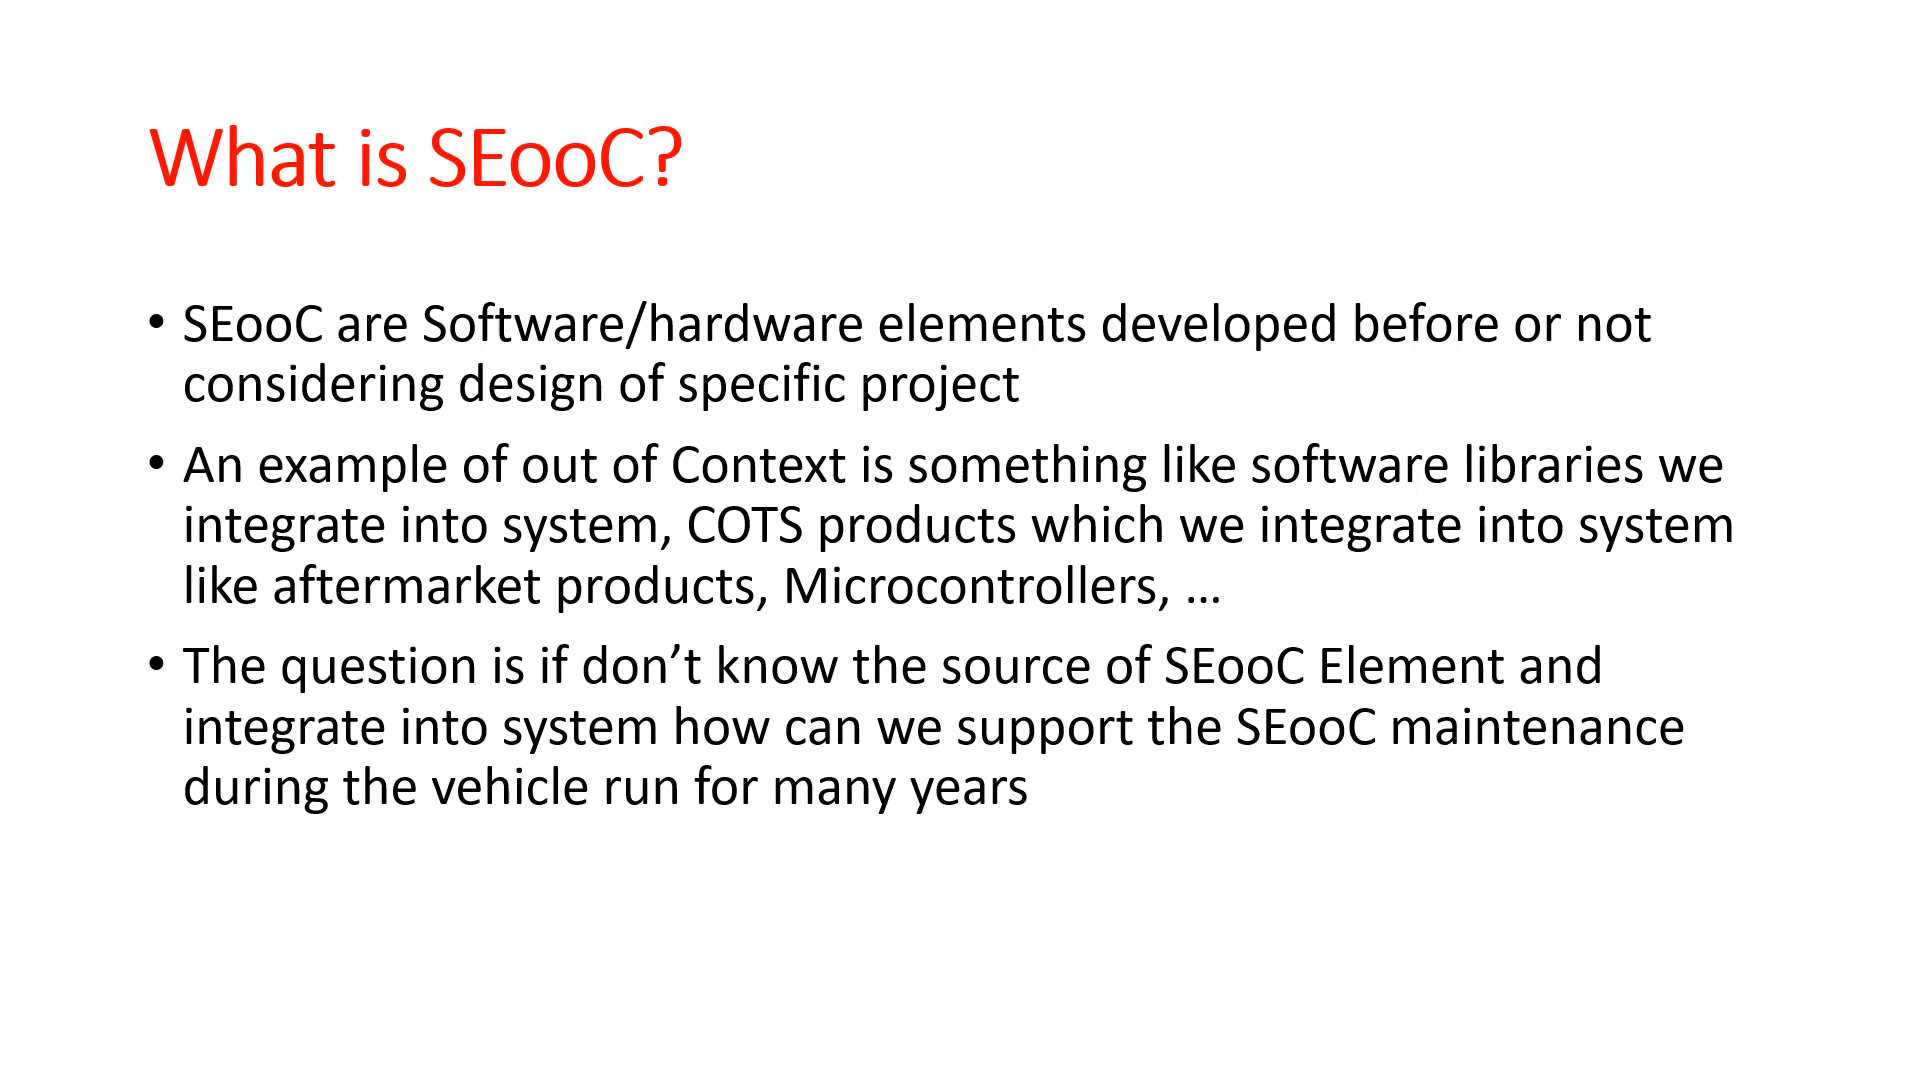 What is SEooC?
• SEooC are Software/hardware elements developed before or not
considering design of specific project
• An example of out of Context is something like software libraries we
integrate into system, COTS products which we integrate into system
like aftermarket products, Microcontrollers, …
• The question is if don’t know the source of SEooC Element and
integrate into system how can we support the SEooC maintenance
during the vehicle run for many years